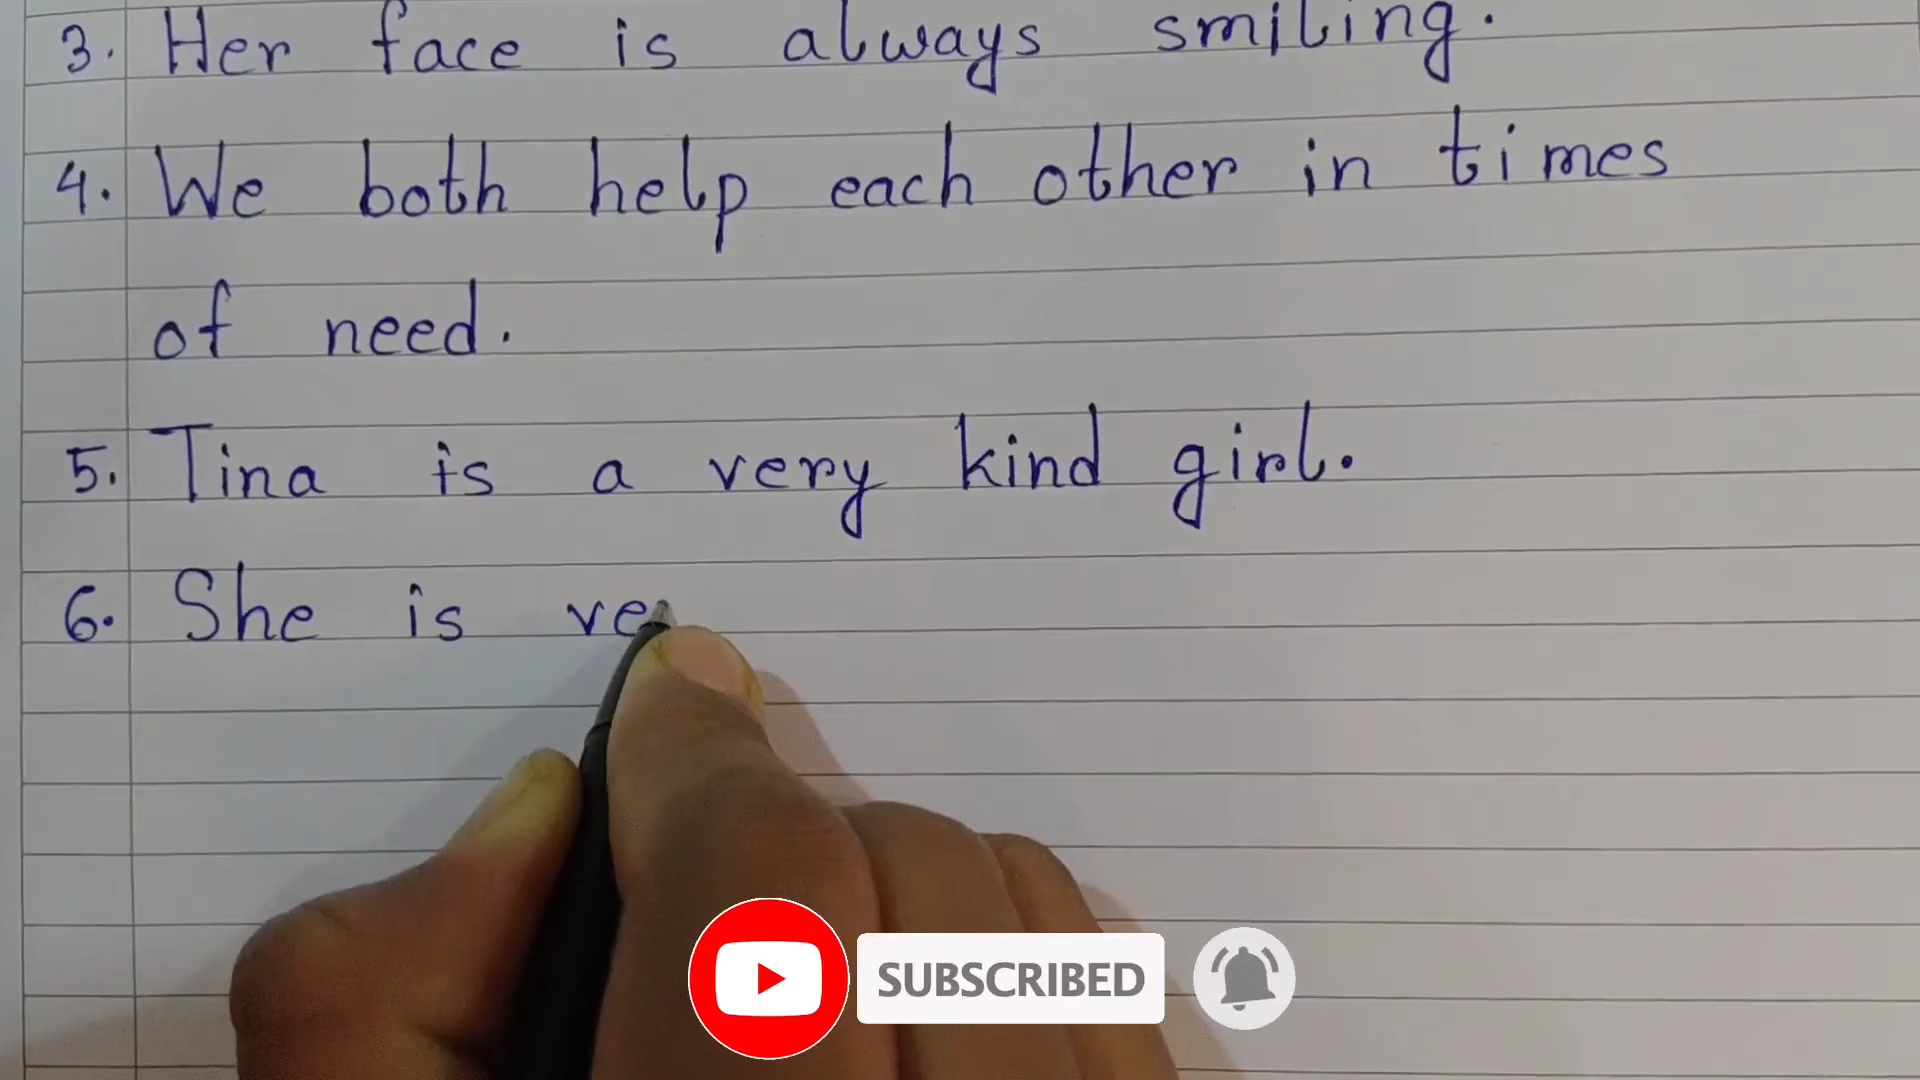 3. Her face is always smiling.
4. We both help each other in times
of need.
5. Tina is a very kind girl.
6. She is ve
SUBSCRIBED